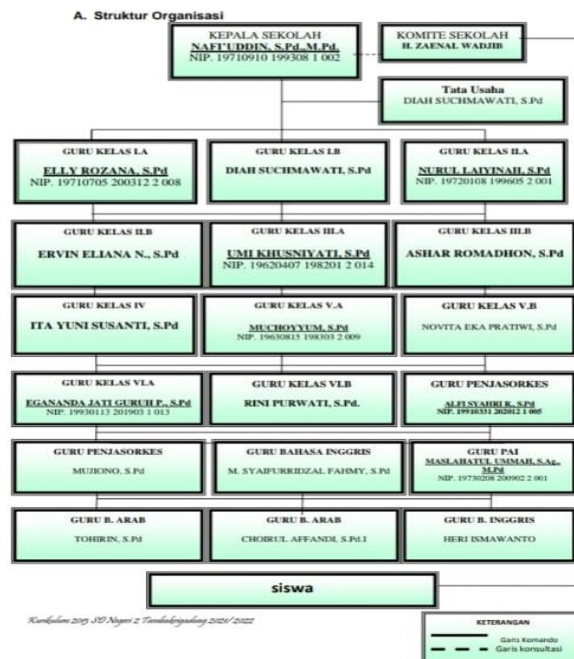 A. Struktur Organisasi
KEPALA SEKOLAH
NAFI'UDDIN, S.Pd.,M.Pd.
NIP. 19710910 199308 1 002
KOMITE SEKOLAH
H. ZAENAL WADJIB
Tata Usaha
DIAH SUCHMAWATI, S.Pd
GURU KELAS I.A
ELLY ROZANA, S.Pd
NIP. 19710705 200312 2 008
GURU KELAS I.B
DIAH SUCHMAWATI, S.Pd
GURU KELAS II.A
NURUL LAIYINAH, S.Pd
NIP. 19720108 199605 2 001
GURU KELAS II.B
ERVIN ELIANA N., S.Pd
GURU KELAS III.A
UMI KHUSNIYATI, S.Pd
NIP. 19620407 198201 2 014
GURU KELAS III.B
ASHAR ROMADHON, S.Pd
GURU KELAS IV
ITA YUNI SUSANTI, S.Pd
GURU KELAS V.A
MUCHOYYUM, S.Pd
NIP. 19630815 198303 2 009
GURU KELAS V.B
NOVITA EKA PRATIWI, S.Pd
GURU KELAS VI.A
EGANANDA JATI GURUH P., S.Pd
NIP. 19930113 201903 1 013
GURU KELAS VI.B
RINI PURWATI, S.Pd.
GURU PENJASORKES
ALFI SYAHRI R., S.Pd
NIP. 19910331 202012 1 005
GURU PENJASORKES
MUJIONO, S.Pd
GURU BAHASA INGGRIS
M. SYAIFURRIDZAL FAHMY, S.Pd
GURU PAI
MASLAHATUL UMMAH, S.Ag.,
M.Pd
NIP. 19730208 200902 2 001
GURU B. ARAB
TOHIRIN, S.Pd
GURU B. ARAB
CHOIRUL AFFANDI, S.Pd.I
GURU B. INGGRIS
HERI ISMAWANTO
siswa
Kurikulum 2013 SD Negeri 2 Tambakrigadung 2021/2022
KETERANGAN
Garis Komando
Garis konsultasi